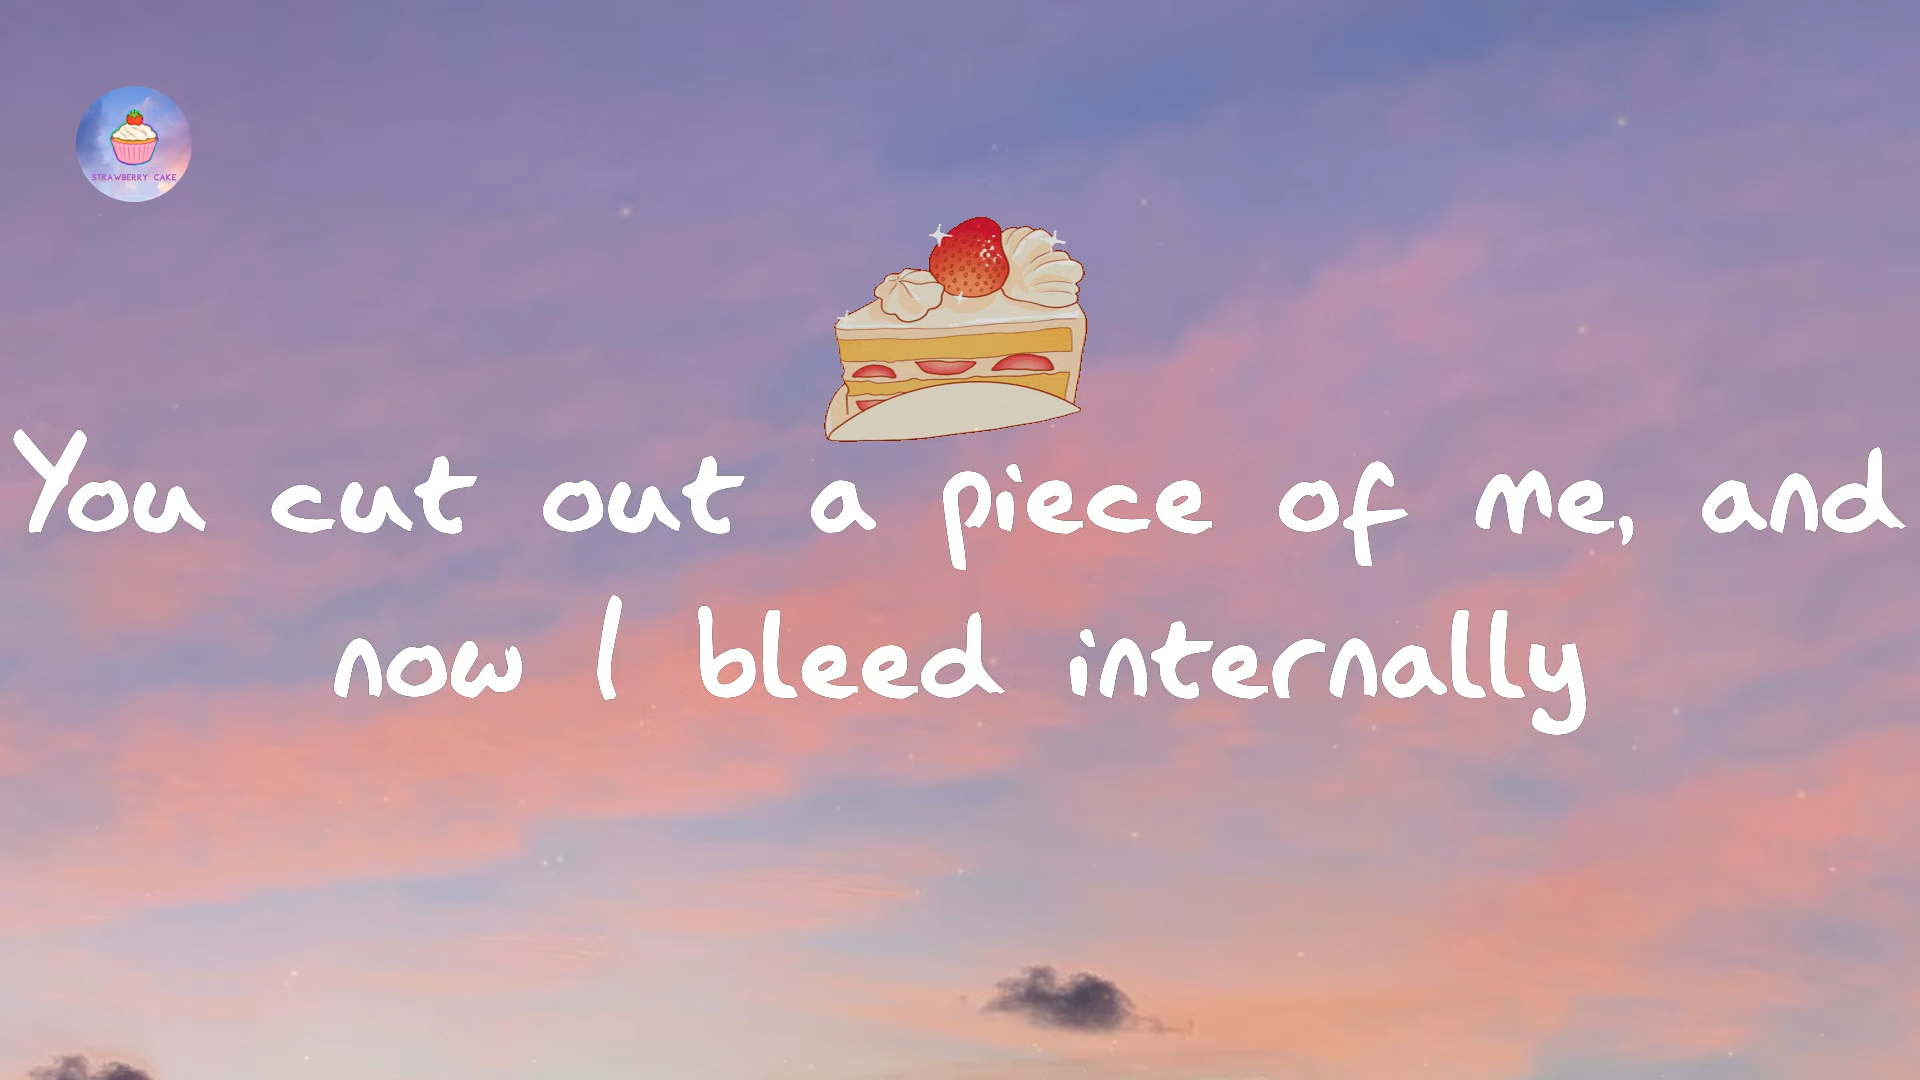 STRAWBERRY CAKE
You cut out a piece of me, and
now I bleed internally